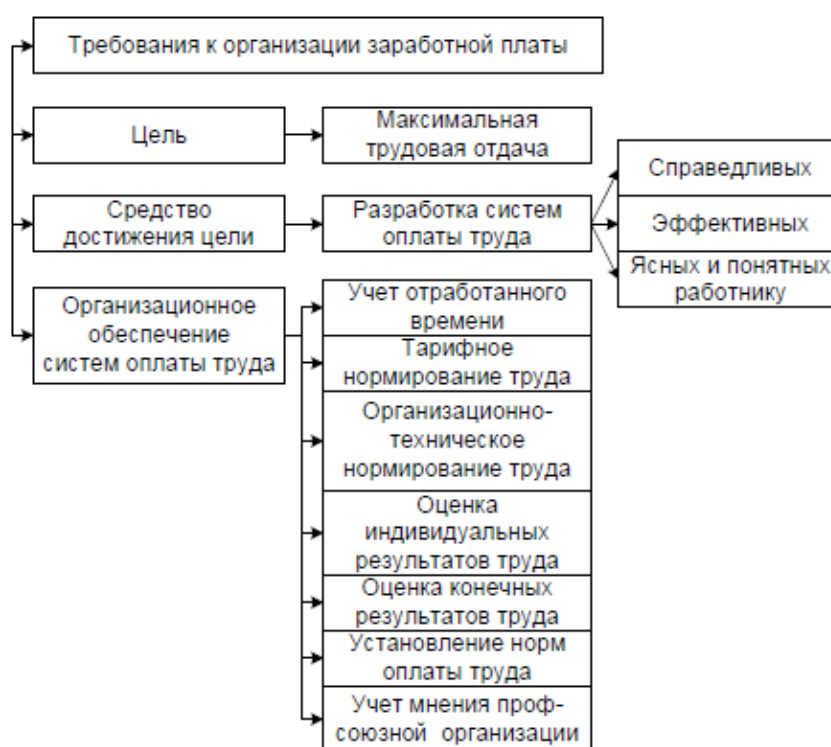 Требования к организации заработной платы
Цель
Максимальная
трудовая отдача
Средство
достижения цели
Разработка систем
оплаты труда
Справедливых
Эффективных
Ясных и понятных
работнику
Организационное
обеспечение
систем оплаты труда
Учет отработанного
времени
Тарифное
нормирование труда
Организационно-
техническое
нормирование труда
Оценка
индивидуальных
результатов труда
Оценка конечных
результатов труда
Установление норм
оплаты труда
Учет мнения проф-
союзной организации